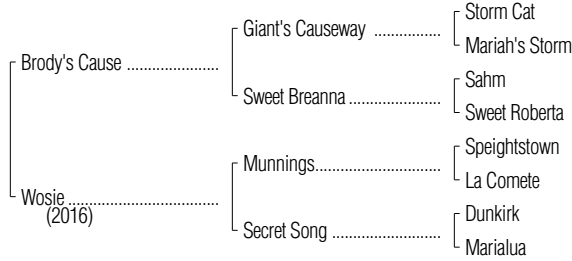 Storm Cat
Giant's Causeway ................
Mariah's Storm
Brody's Cause ......................
Sahm
Sweet Breanna ......................
Sweet Roberta
Speightstown
Munnings..............................
La Comete
Wosie ....................................
(2016)
Dunkirk
Secret Song ..........................
Marialua